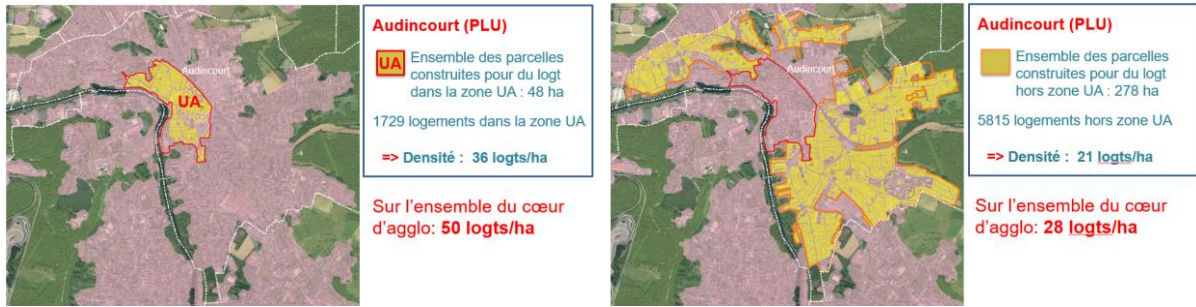 Audincourt
UA
Audincourt (PLU)
UA
Ensemble des parcelles
construites pour du logt
dans la zone UA : 48 ha
1729 logements dans la zone UA
=> Densité : 36 logts/ha
Sur l'ensemble du cœur
d'agglo: 50 logts/ha
Audincourt
Audincourt (PLU)
Ensemble des parcelles
construites pour du logt
hors zone UA : 278 ha
5815 logements hors zone UA
=> Densité : 21 logts/ha
Sur l'ensemble du cœur
d'agglo: 28 logts/ha